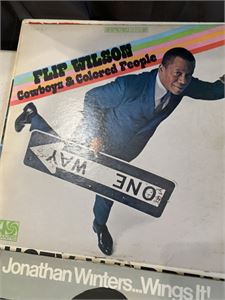 FLIP WILSON
Cowboys & Colored People
ONE WAY
Jonathan Winters...Wings It!